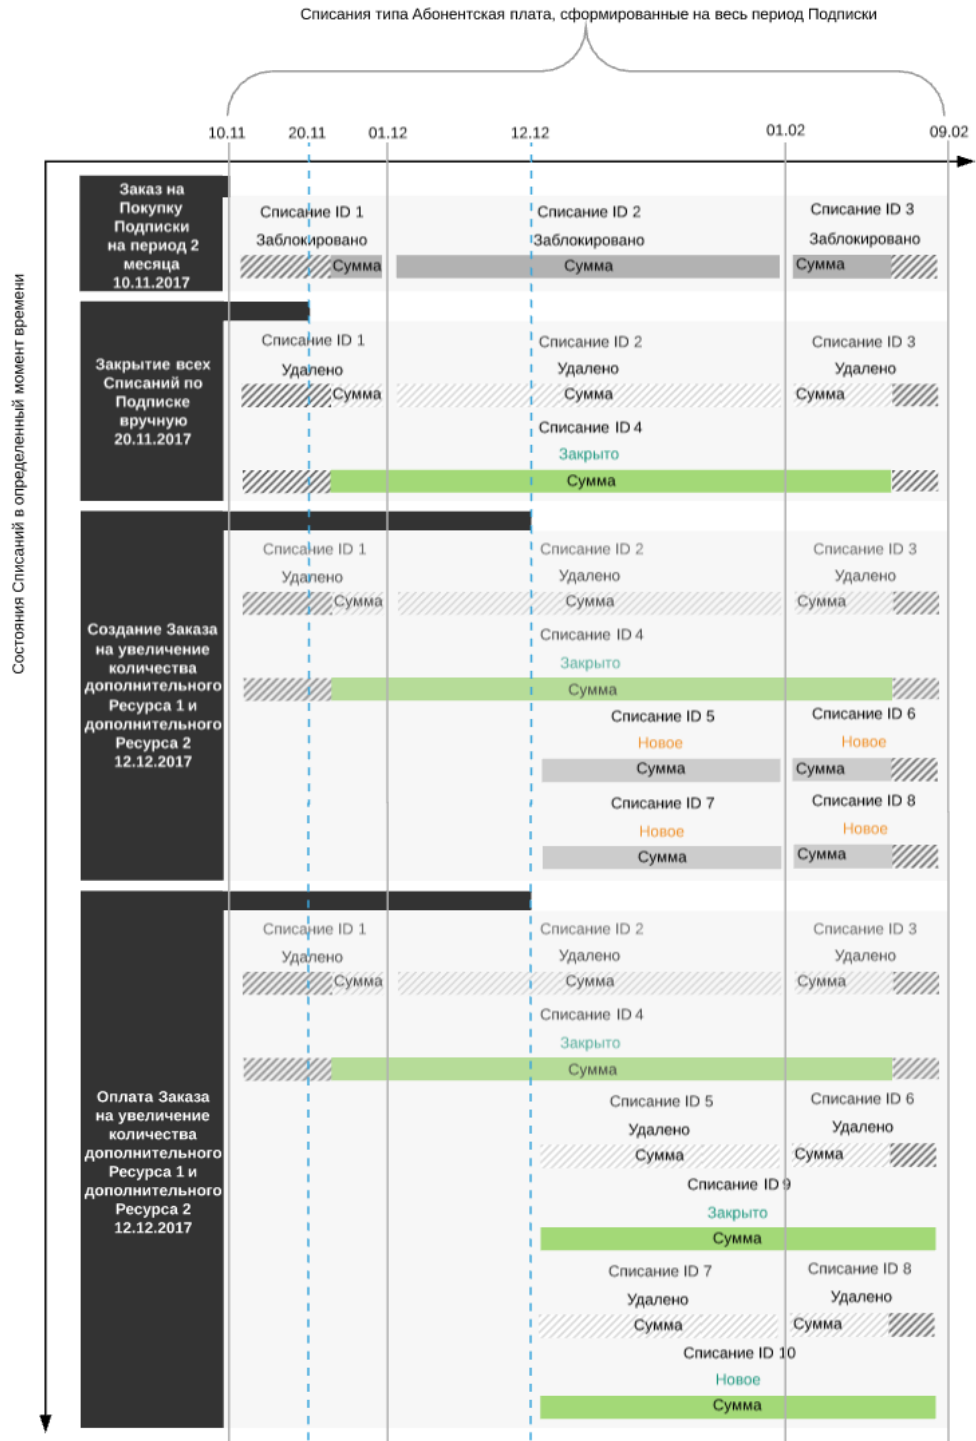 Списания типа Абонентская плата, сформированные на весь период Подписки
10.11 20.11 01.12 12.12 01.02 09.02
Состояния Списаний в определенный момент времени
Заказ на
Покупку
Подписки
на период 2
месяца
10.11.2017
Списание ID 1 Списание ID 2 Списание ID 3
Заблокировано Заблокировано Заблокировано
Сумма Сумма Сумма
Закрытие всех
Списаний по
Подписке
вручную
20.11.2017
Списание ID 1 Списание ID 2 Списание ID 3
Удалено Удалено Удалено
Сумма Сумма Сумма
Списание ID 4
Закрыто
Сумма
Создание Заказа
на увеличение
количества
дополнительного
Ресурса 1 и
дополнительного
Ресурса 2
12.12.2017
Списание ID 1 Списание ID 2 Списание ID 3
Удалено Удалено Удалено
Сумма Сумма Сумма
Списание ID 4
Закрыто
Сумма
Списание ID 5 Списание ID 6
Новое Новое
Сумма Сумма
Списание ID 7 Списание ID 8
Новое Новое
Сумма Сумма
Оплата Заказа
на увеличение
количества
дополнительного
Ресурса 1 и
дополнительного
Ресурса 2
12.12.2017
Списание ID 1 Списание ID 2 Списание ID 3
Удалено Удалено Удалено
Сумма Сумма Сумма
Списание ID 4
Закрыто
Сумма
Списание ID 5 Списание ID 6
Удалено Удалено
Сумма Сумма
Списание ID 9
Закрыто
Сумма
Списание ID 7 Списание ID 8
Удалено Удалено
Сумма Сумма
Списание ID 10
Новое
Сумма